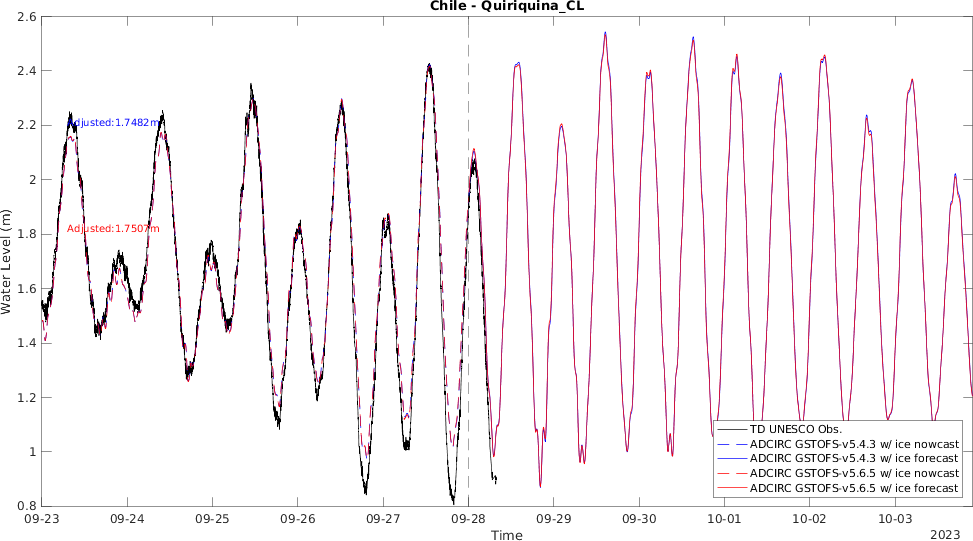 Chile - Quiriquina_CL
2.6
2.4
2.2
2
1.8
1.6
1.4
1.2
1
0.8
Water Level (m)
Adjusted:1.7482m
Adjusted:1.7507m
TD UNESCO Obs.
ADCIRC GSTOFS-v5.4.3 w/ ice nowcast
ADCIRC GSTOFS-v5.4.3 w/ ice forecast
ADCIRC GSTOFS-v5.6.5 w/ ice nowcast
ADCIRC GSTOFS-v5.6.5 w/ ice forecast
09-23 09-24 09-25 09-26 09-27 09-28 09-29 09-30 10-01 10-02 10-03
Time
2023